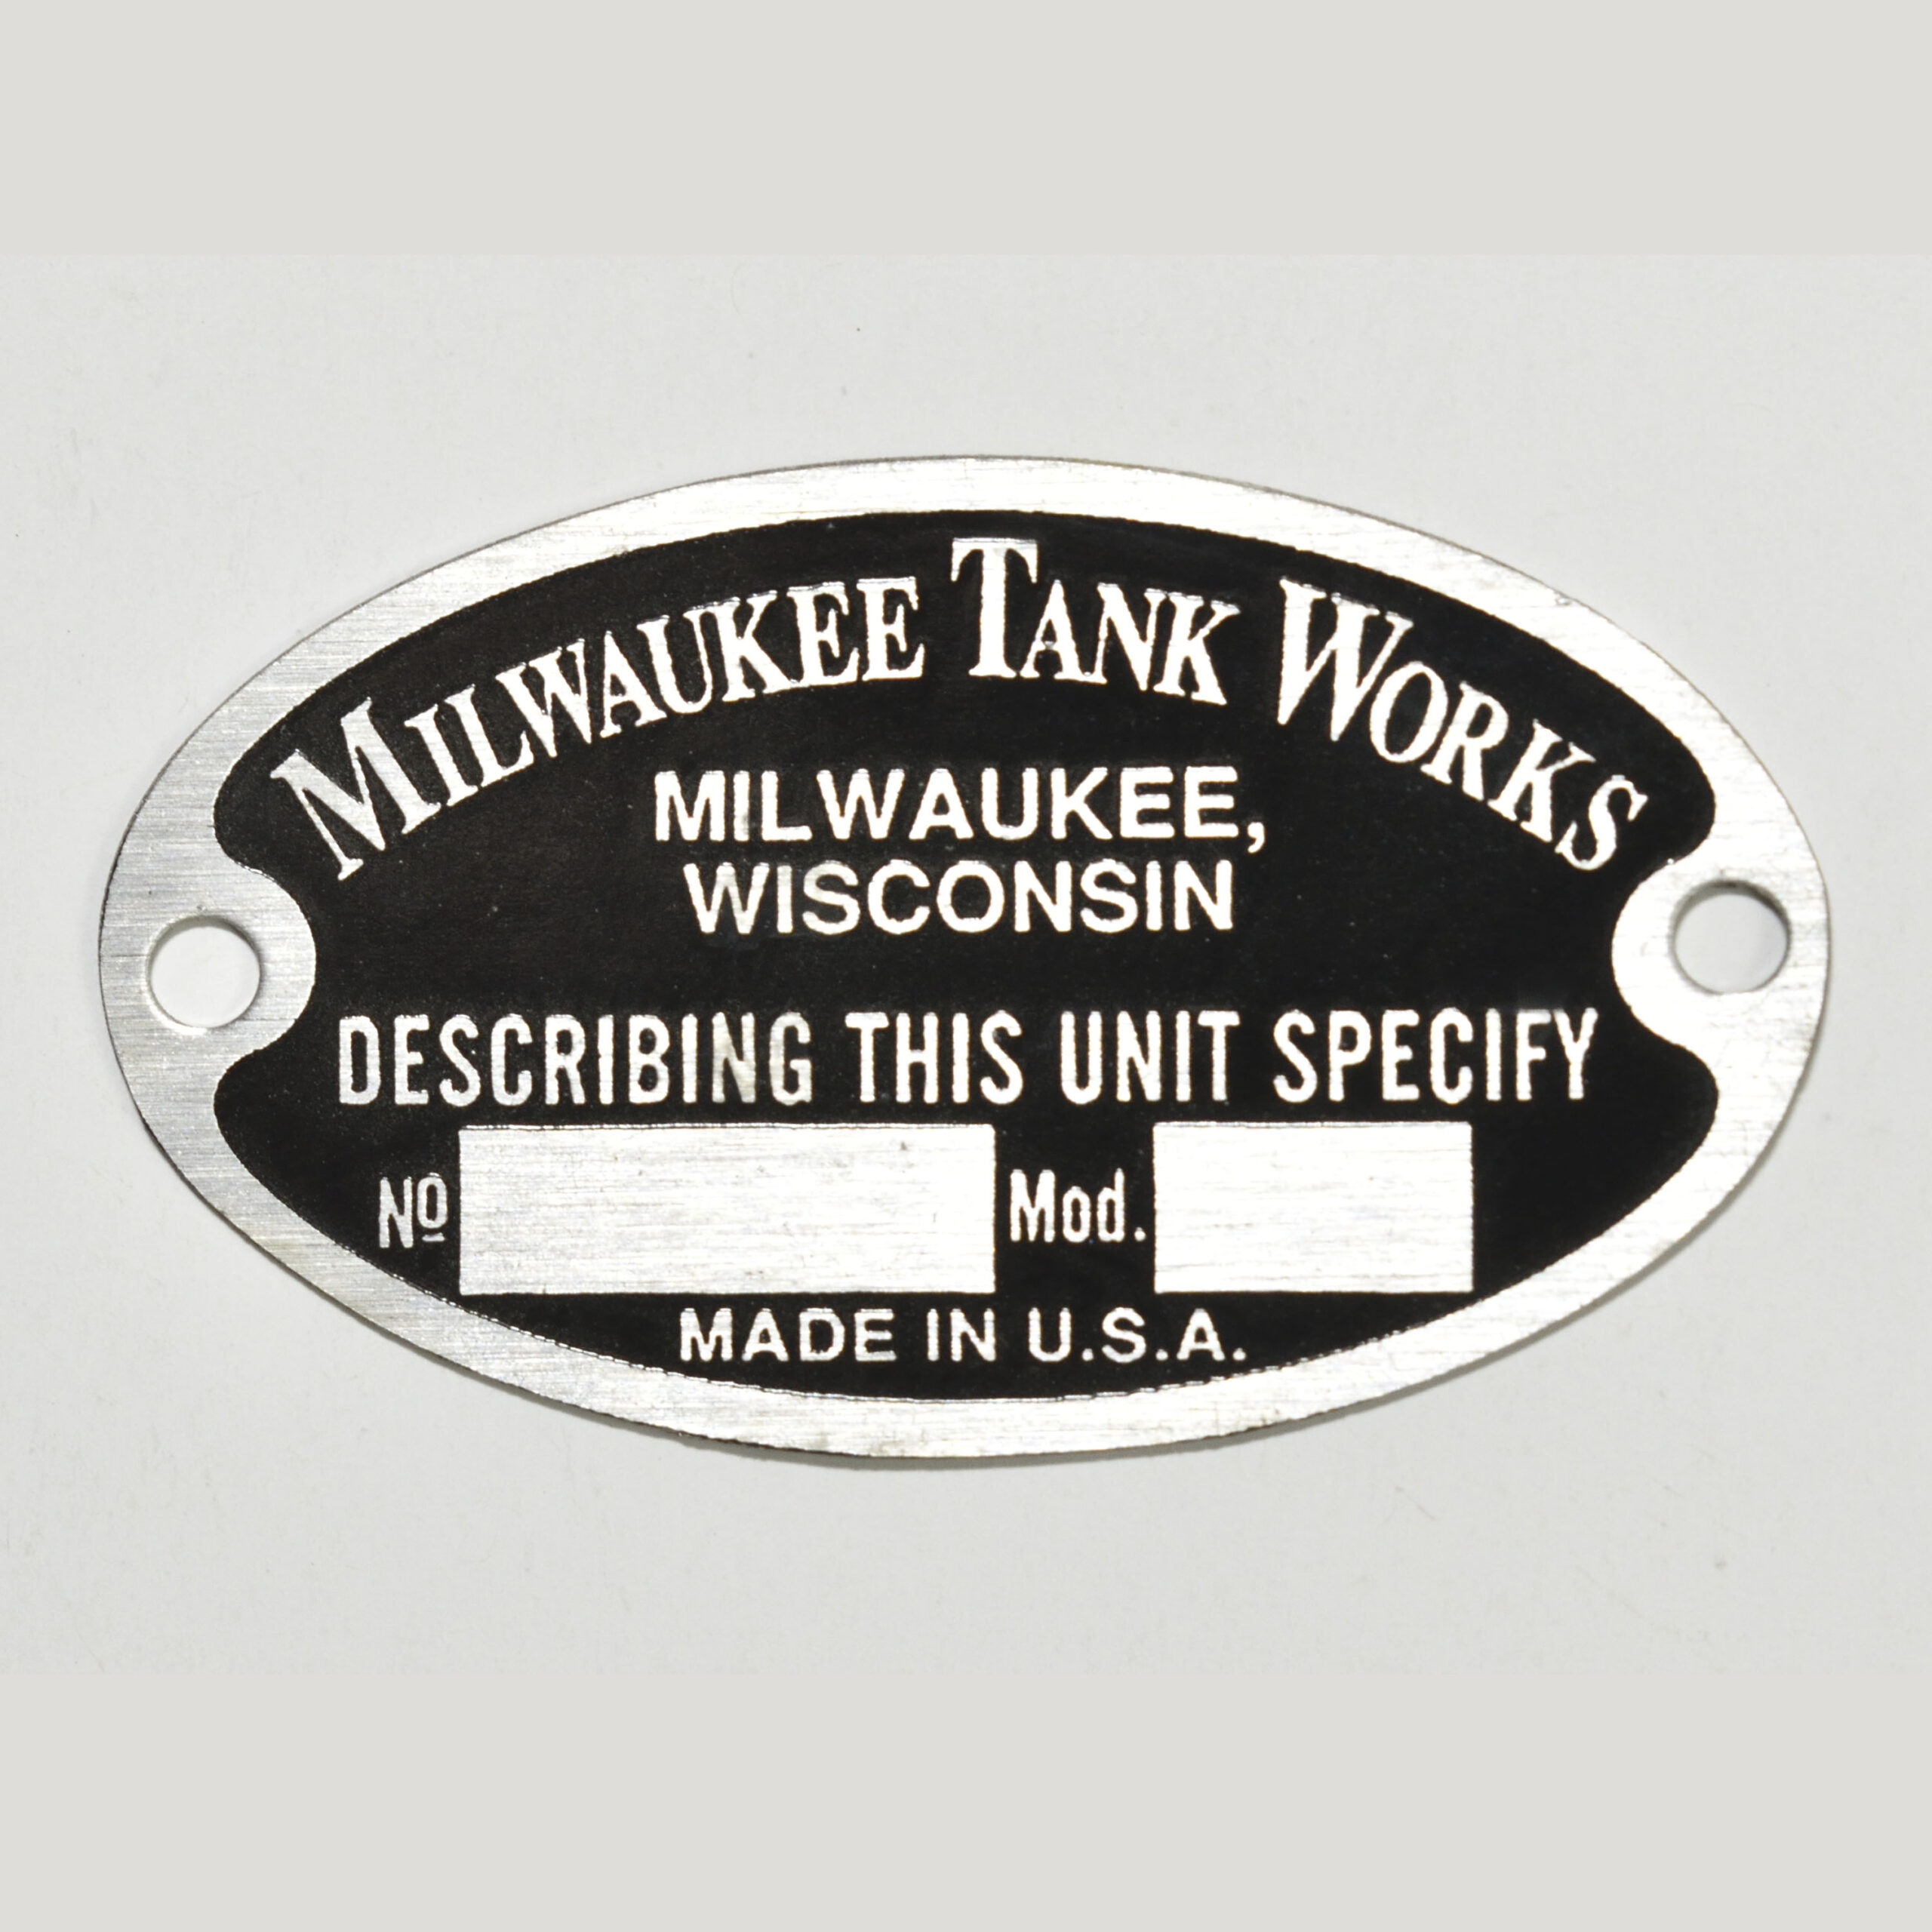 MILWAUKEE TANK WORKS
MILWAUKEE,
WISCONSIN
DESCRIBING THIS UNIT SPECIFY
Nº Mod.
MADE IN U.S.A.